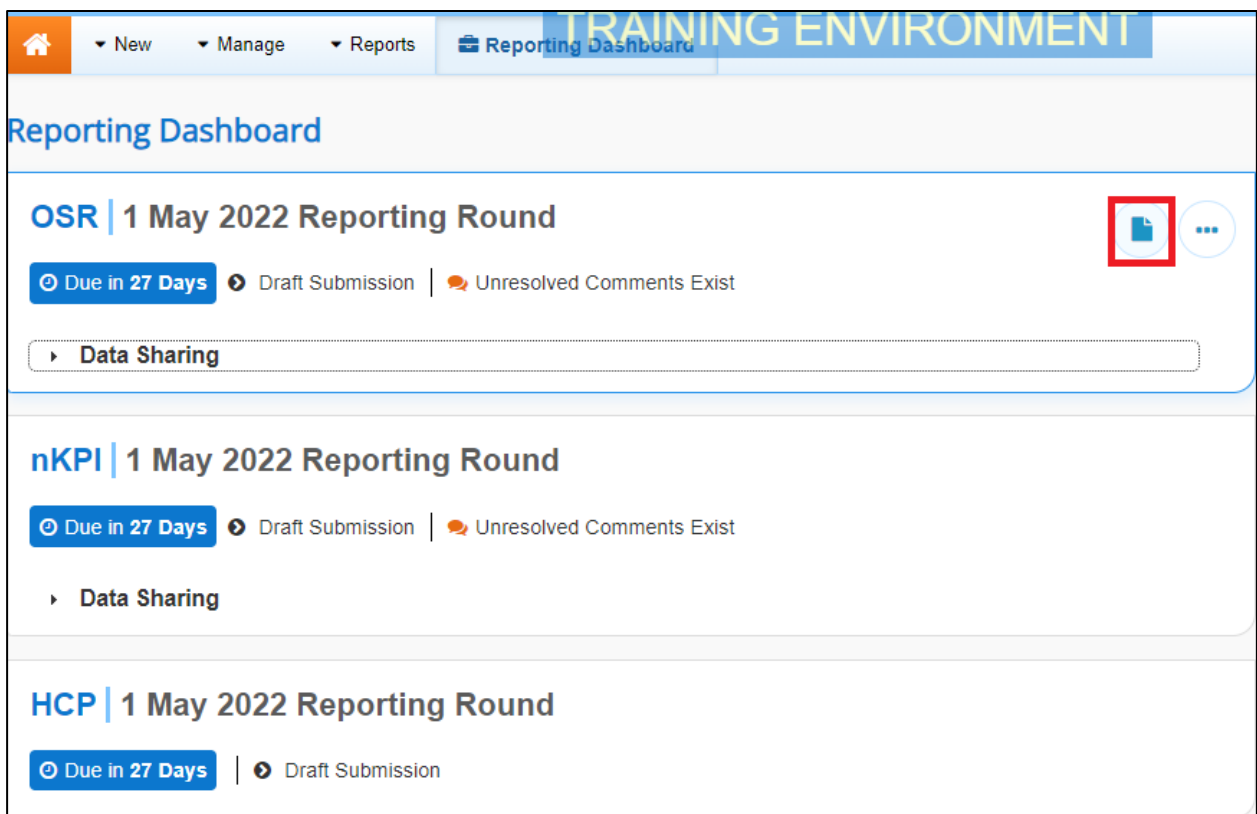 TRAINING ENVIRONMENT
New Manage Reports Reporting Dashboard
Reporting Dashboard
OSR | 1 May 2022 Reporting Round
Due in 27 Days Draft Submission | Unresolved Comments Exist
Data Sharing
nKPI | 1 May 2022 Reporting Round
Due in 27 Days Draft Submission | Unresolved Comments Exist
Data Sharing
HCP | 1 May 2022 Reporting Round
Due in 27 Days | Draft Submission